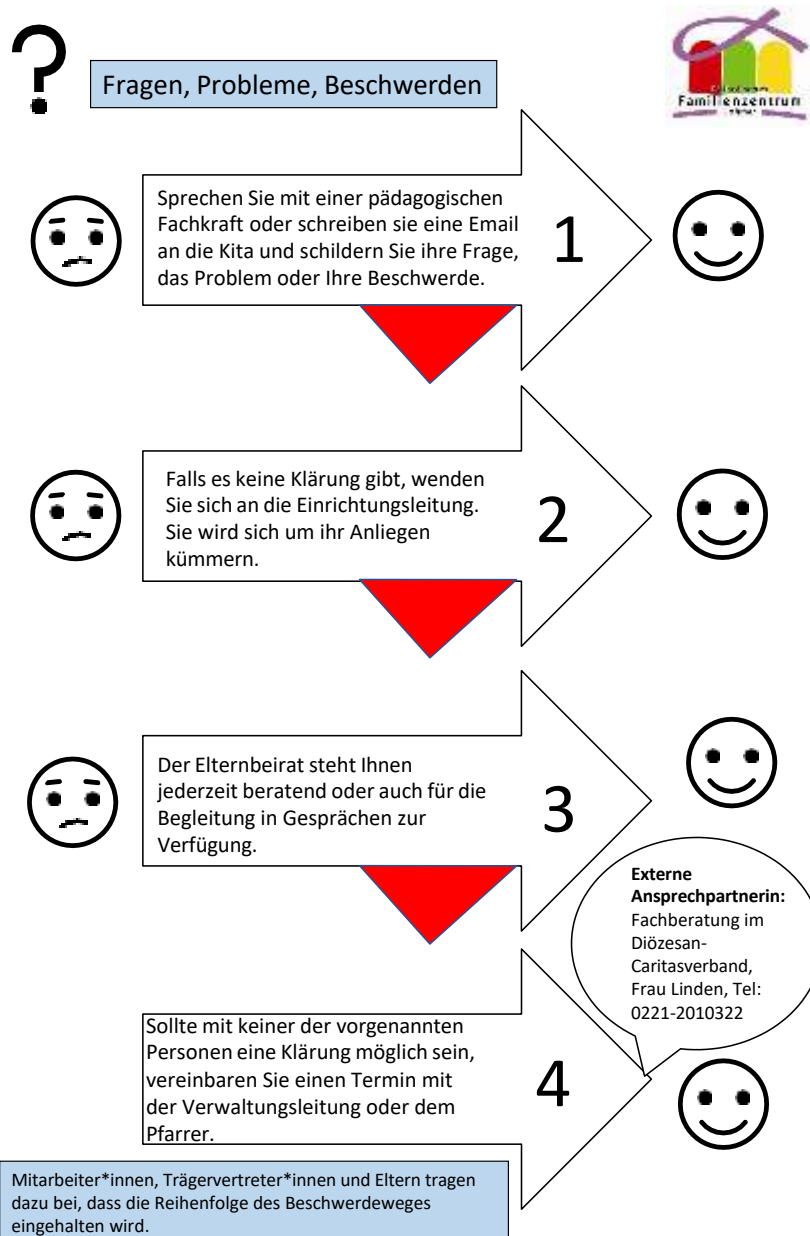 ?
Fragen, Probleme, Beschwerden
Familienzentrum
Sprechen Sie mit einer pädagogischen
Fachkraft oder schreiben sie eine Email
an die Kita und schildern Sie ihre Frage,
das Problem oder Ihre Beschwerde.
1
Falls es keine Klärung gibt, wenden
Sie sich an die Einrichtungsleitung.
Sie wird sich um ihr Anliegen
kümmern.
2
Der Elternbeirat steht Ihnen
jederzeit beratend oder auch für die
Begleitung in Gesprächen zur
Verfügung.
3
Externe
Ansprechpartnerin:
Fachberatung im
Diözesan-
Caritasverband,
Frau Linden, Tel:
0221-2010322
Sollte mit keiner der vorgenannten
Personen eine Klärung möglich sein,
vereinbaren Sie einen Termin mit
der Verwaltungsleitung oder dem
Pfarrer.
4
Mitarbeiter*innen, Trägervertreter*innen und Eltern tragen
dazu bei, dass die Reihenfolge des Beschwerdeweges
eingehalten wird.